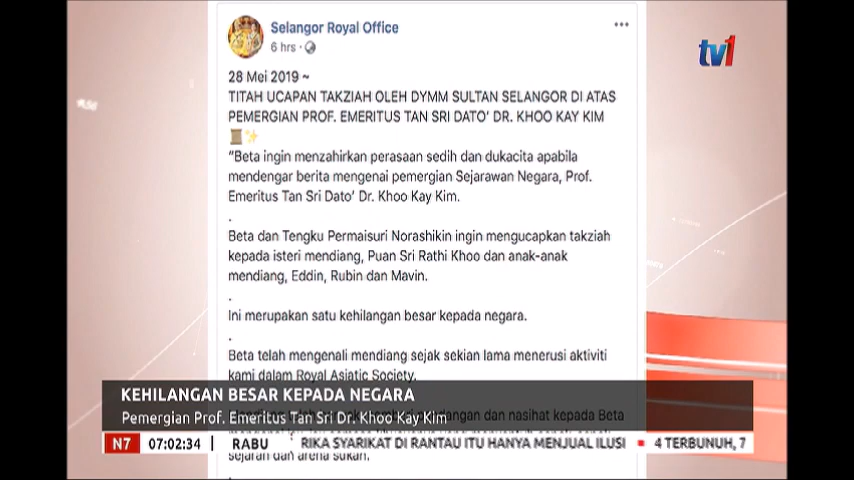 Selangor Royal Office
6 hrs ·
tv1
28 Mei 2019 ~
TITAH UCAPAN TAKZIAH OLEH DYMM SULTAN SELANGOR DI ATAS
PEMERGIAN PROF. EMERITUS TAN SRI DATO' DR. KHOO KAY KIM
"Beta ingin menzahirkan perasaan sedih dan dukacita apabila
mendengar berita mengenai pemergian Sejarawan Negara, Prof.
Emeritus Tan Sri Dato' Dr. Khoo Kay Kim.
.
Beta dan Tengku Permaisuri Norashikin ingin mengucapkan takziah
kepada isteri mendiang, Puan Sri Rathi Khoo dan anak-anak
mendiang, Eddin, Rubin dan Mavin.
.
Ini merupakan satu kehilangan besar kepada negara.
.
Beta telah mengenali mendiang sejak sekian lama menerusi aktiviti
kami dalam Royal Asiatic Society.
dan nasihat kepada Beta
sejarah dan arena sukan.
.
KEHILANGAN BESAR KEPADA NEGARA
Pemergian Prof. Emeritus Tan Sri Dr. Khoo Kay Kim
N7 07:02:34 | RABU RIKA SYARIKAT DI RANTAU ITU HANYA MENJUAL ILUSI ▪ 4 TERBUNUH, 7